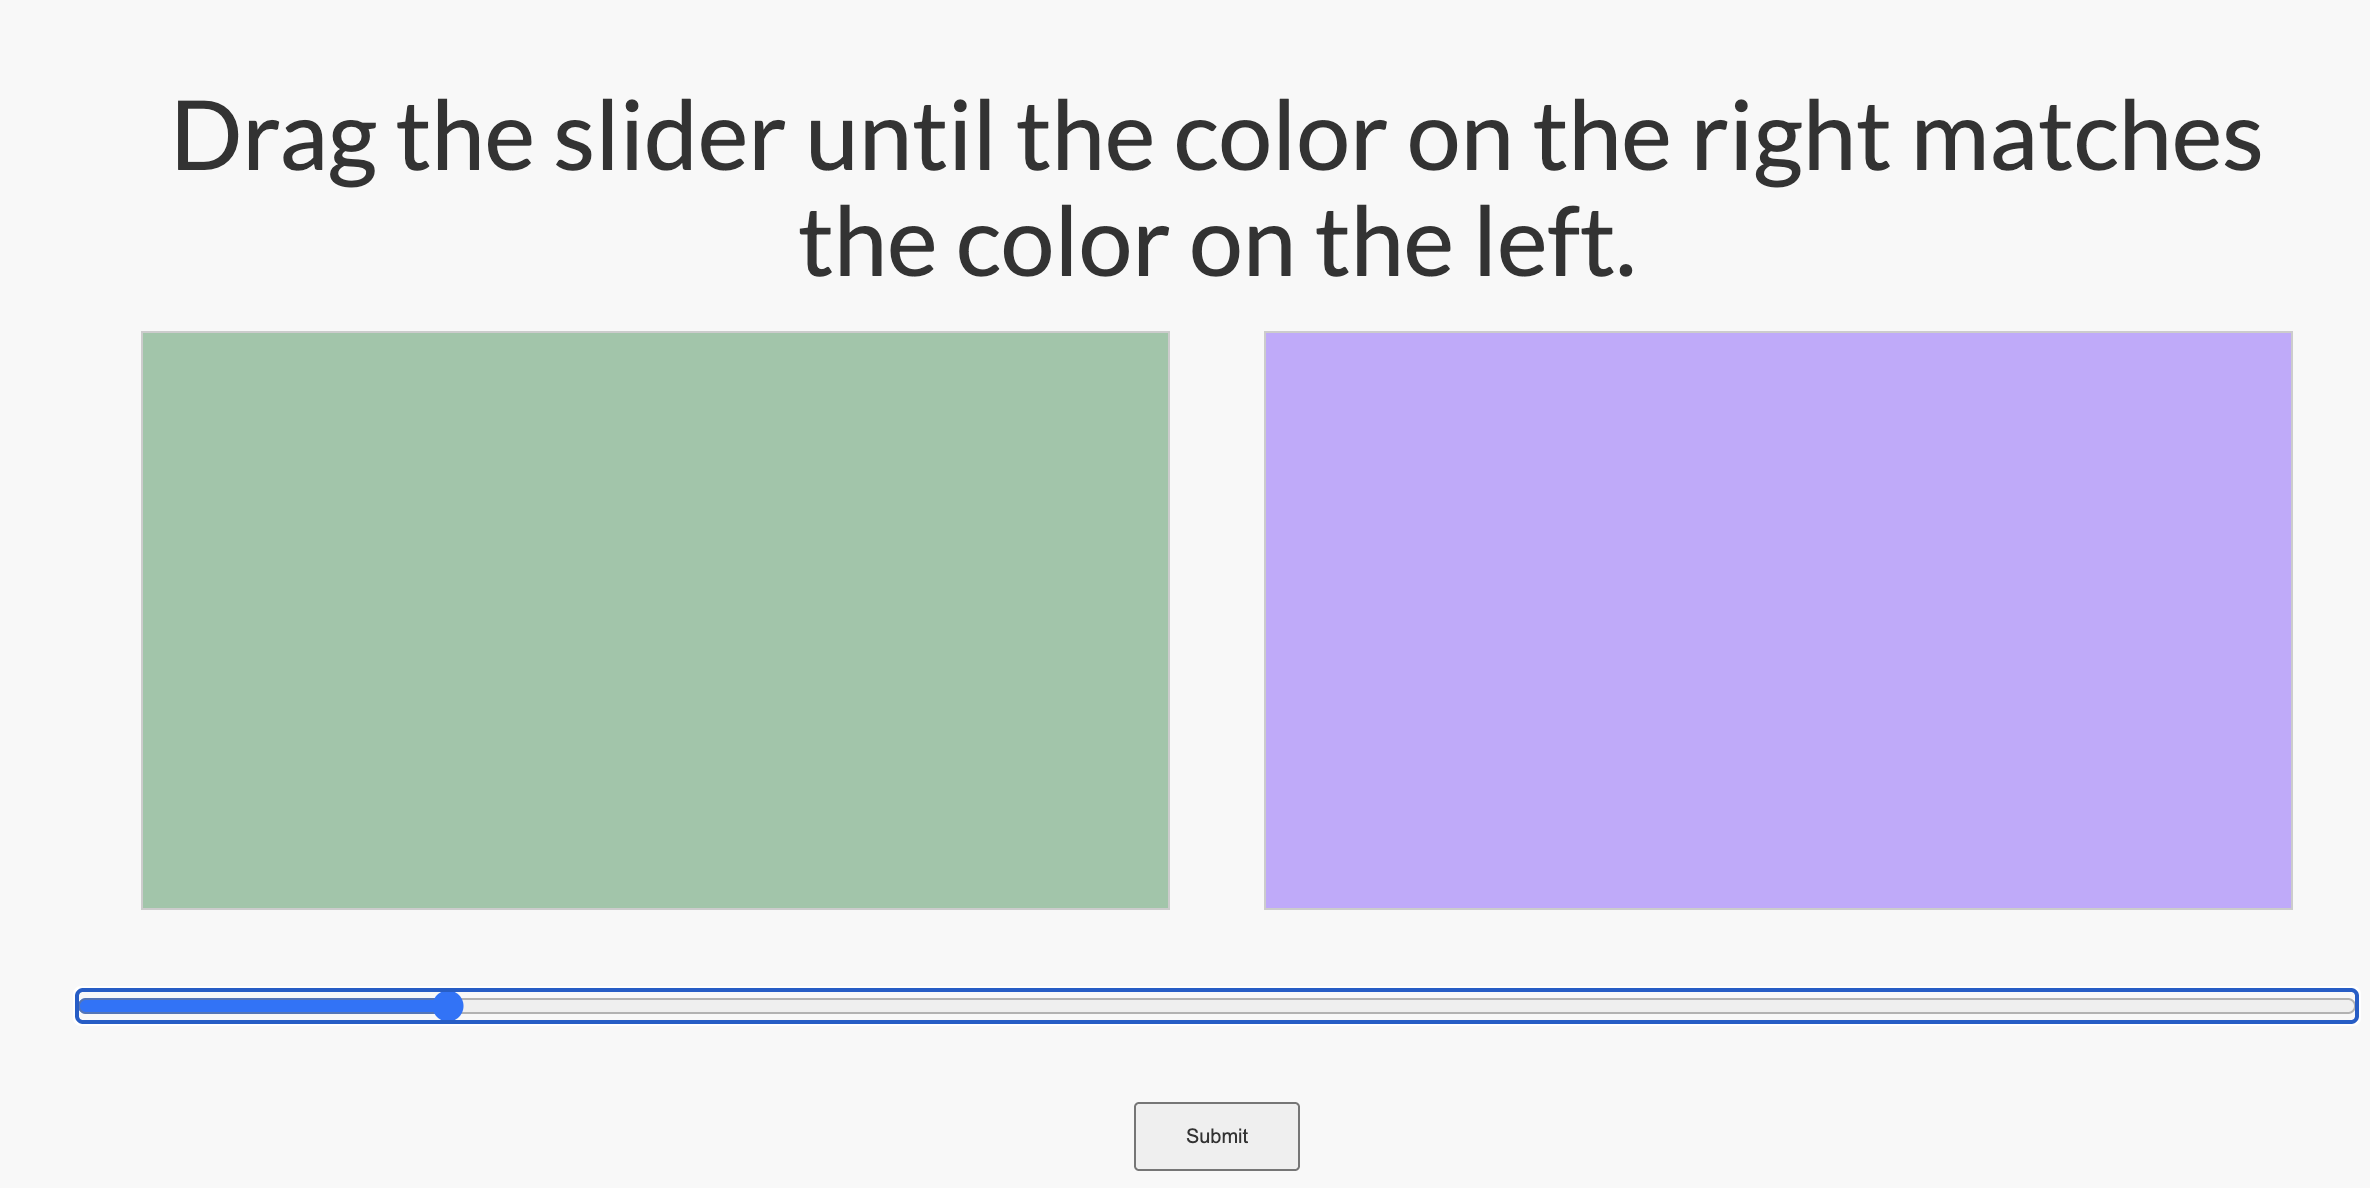 Drag the slider until the color on the right matches
the color on the left.
Submit